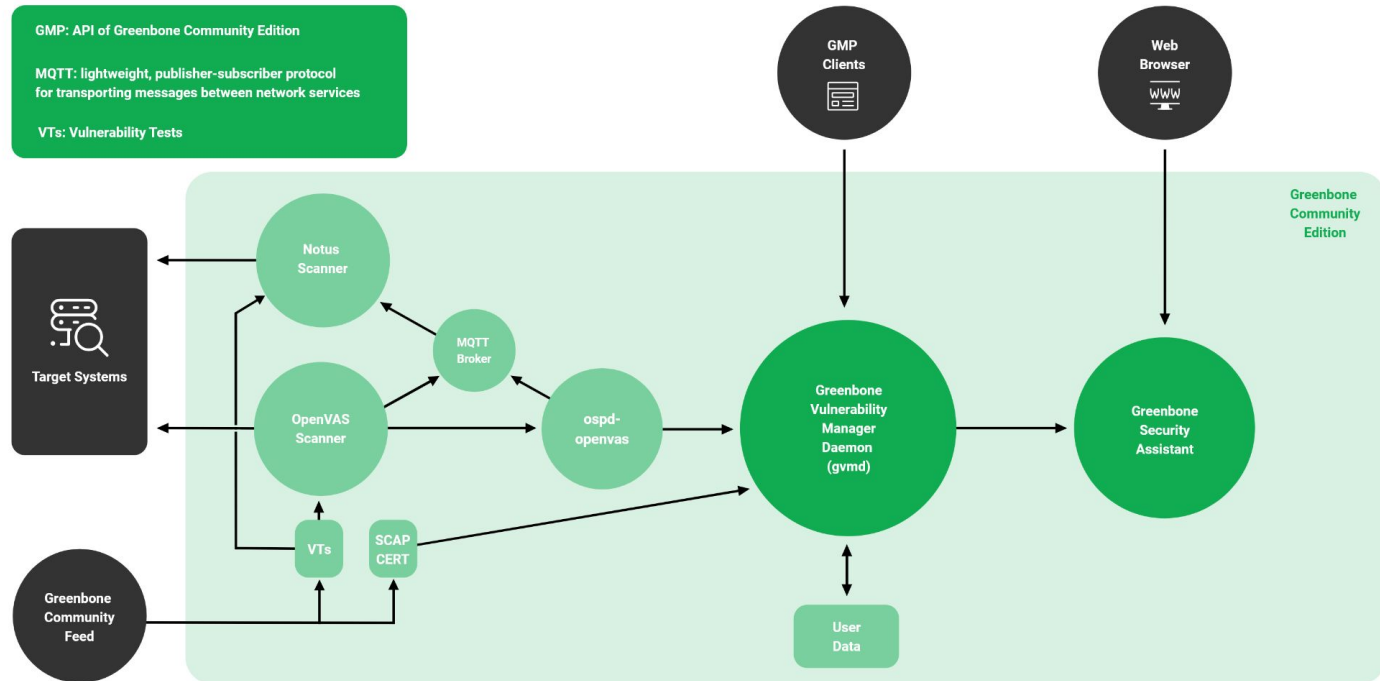 GMP: API of Greenbone Community Edition
MQTT: lightweight, publisher-subscriber protocol
for transporting messages between network services
VTs: Vulnerability Tests
GMP
Clients
Web
Browser
WWW
Greenbone
Community
Edition
Notus
Scanner
Target Systems
MQTT
Broker
OpenVAS
Scanner
ospd-
openvas
Greenbone
Vulnerability
Manager
Daemon
(gvmd)
Greenbone
Security
Assistant
VTs
SCAP
CERT
Greenbone
Community
Feed
User
Data